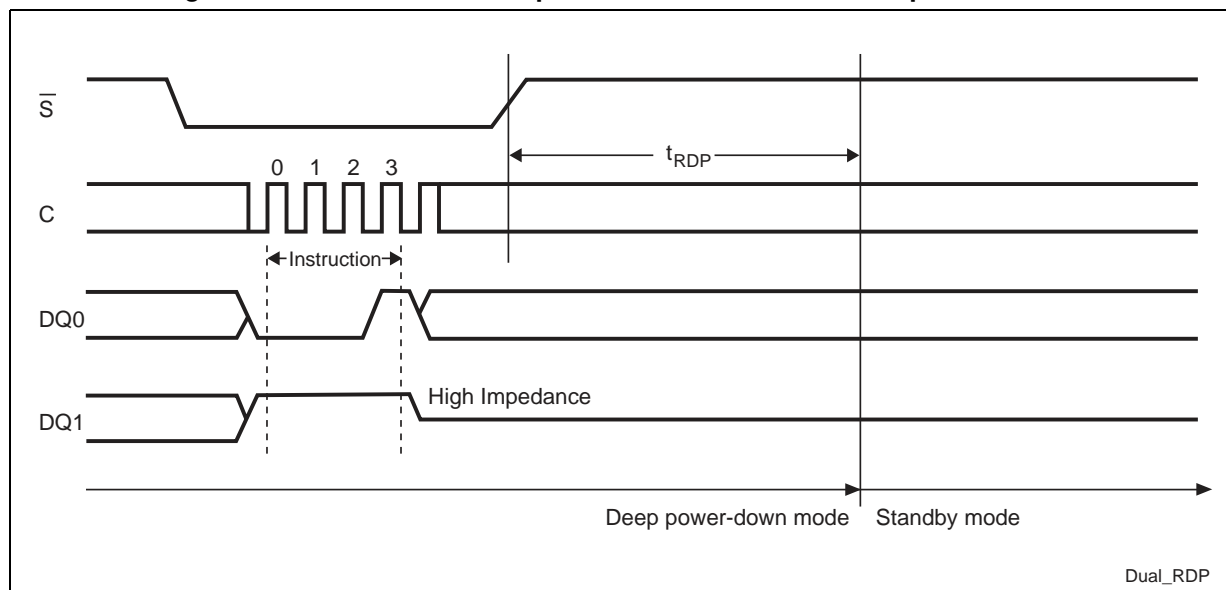 S̅
t_RDP
0 1 2 3
C
Instruction
DQ0
High Impedance
DQ1
Deep power-down mode Standby mode
Dual_RDP